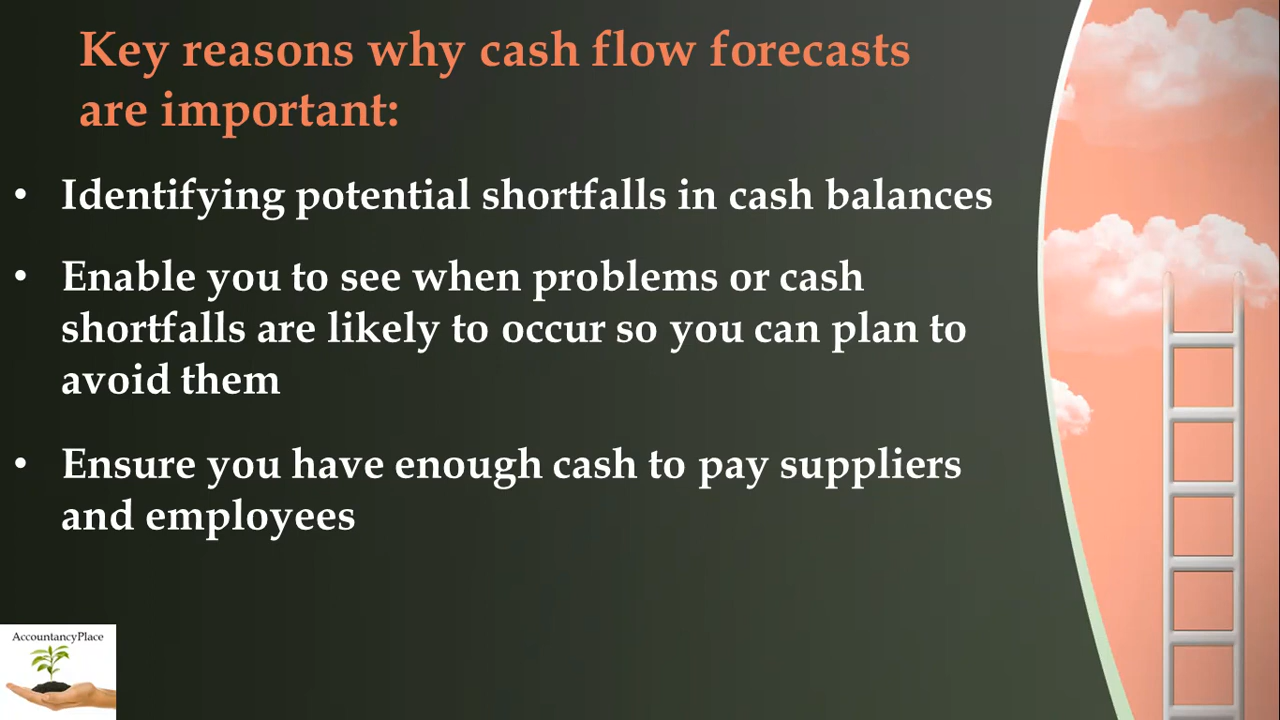 Key reasons why cash flow forecasts
are important:
• Identifying potential shortfalls in cash balances
• Enable you to see when problems or cash
shortfalls are likely to occur so you can plan to
avoid them
• Ensure you have enough cash to pay suppliers
and employees
AccountancyPlace